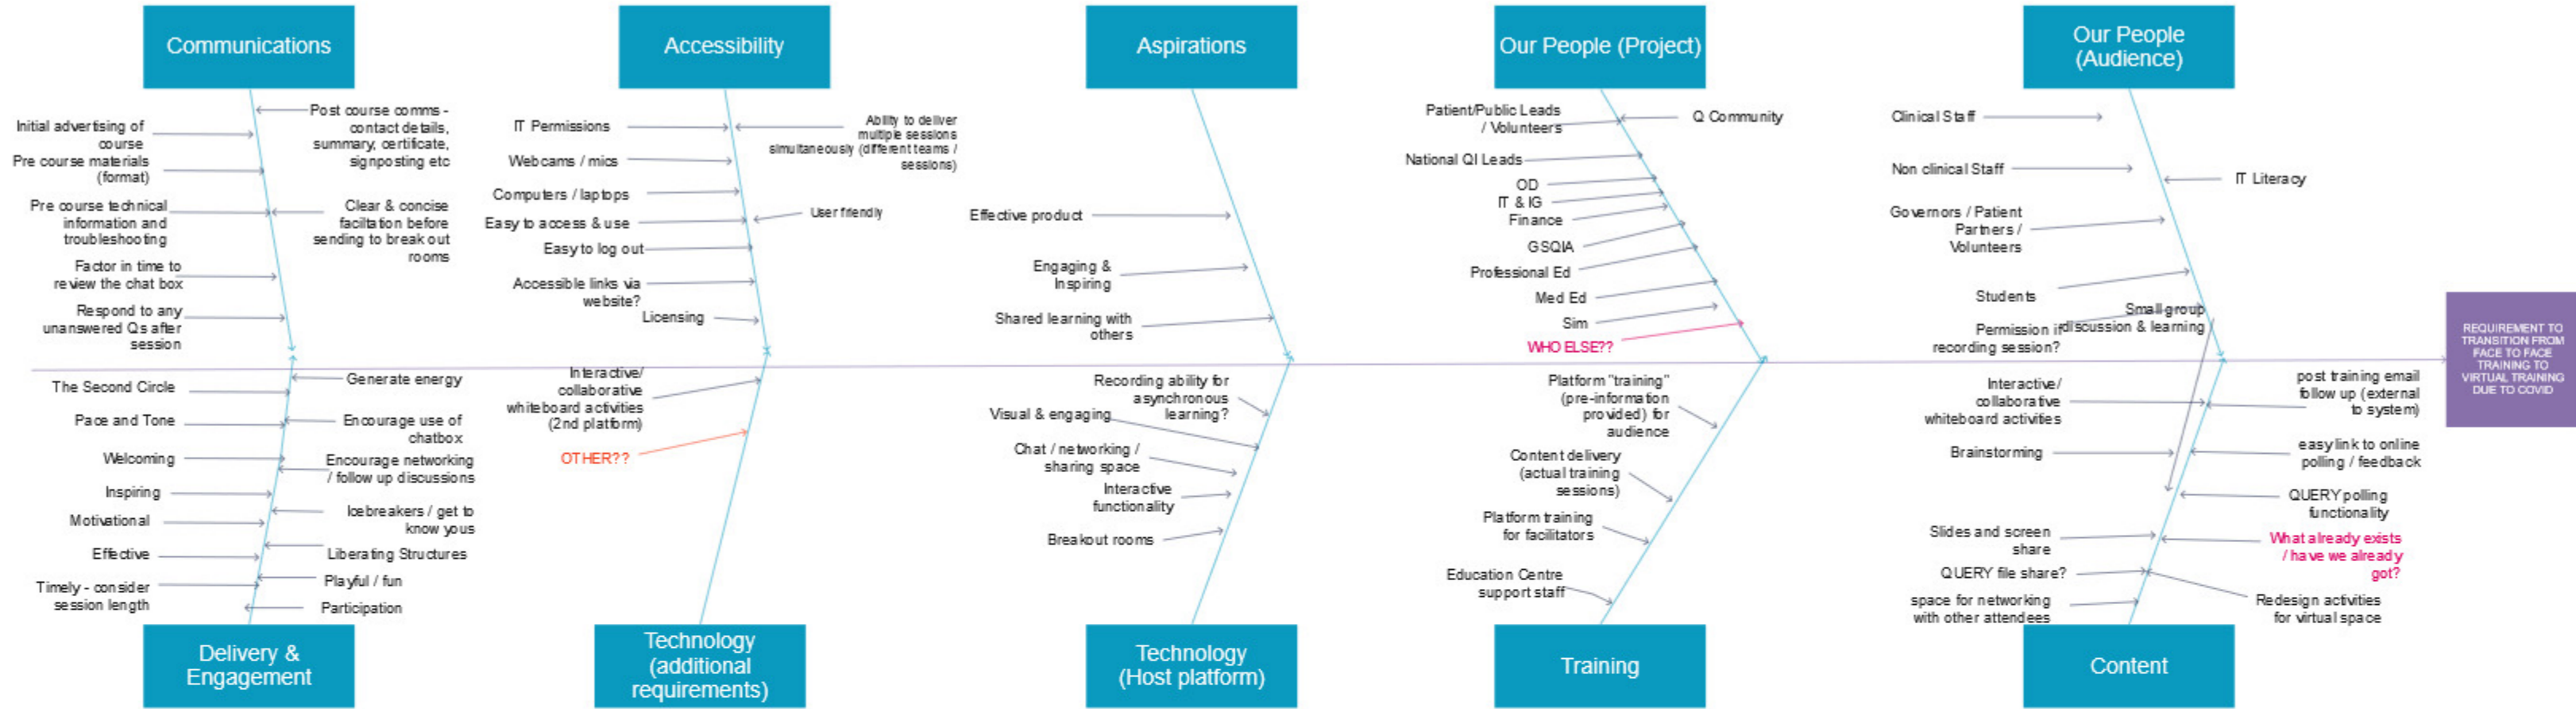 Communications
Accessibility
Aspirations
Our People (Project)
Our People
(Audience)
Initial advertising of
course
Pre course materials
(format)
Pre course technical
information and
troubleshooting
Factor in time to
review the chat box
Respond to any
unanswered Qs after
session
Post course comms -
contact details,
summary, certificate,
signposting etc
Clear & concise
faciltation before
sending to break out
rooms
IT Permissions
Webcams / mics
Computers / laptops
Easy to access & use
Easy to log out
Accessible links via
website?
Licensing
Ability to deliver
multiple sessions
simultaneously (different teams /
sessions)
User friendly
Effective product
Engaging &
Inspiring
Shared learning with
others
Patient/Public Leads
/ Volunteers
National QI Leads
OD
IT & IG
Finance
GSQIA
Professional Ed
Med Ed
Sim
WHO ELSE??
Q Community
Clinical Staff
Non clinical Staff
Governors / Patient
Partners /
Volunteers
Students
Permission if
recording session?
Small group
discussion & learning
IT Literacy
REQUIREMENT TO
TRANSITION FROM
FACE TO FACE
TRAINING TO
VIRTUAL TRAINING
DUE TO COVID
The Second Circle
Pace and Tone
Welcoming
Inspiring
Motivational
Effective
Timely - consider
session length
Generate energy
Encourage use of
chatbox
Encourage networking
/ follow up discussions
Icebreakers / get to
know yous
Liberating Structures
Playful / fun
Participation
Interactive/
collaborative
whiteboard activities
(2nd platform)
OTHER??
Recording ability for
asynchronous
learning?
Visual & engaging
Chat / networking /
sharing space
Interactive
functionality
Breakout rooms
Platform "training"
(pre-information
provided) for
audience
Content delivery
(actual training
sessions)
Platform training
for facilitators
Education Centre
support staff
Interactive/
collaborative
whiteboard activities
Brainstorming
Slides and screen
share
QUERY file share?
space for networking
with other attendees
post training email
follow up (external
to system)
easy link to online
polling / feedback
QUERY polling
functionality
What already exists
/ have we already
got?
Redesign activities
for virtual space
Delivery &
Engagement
Technology
(additional
requirements)
Technology
(Host platform)
Training
Content